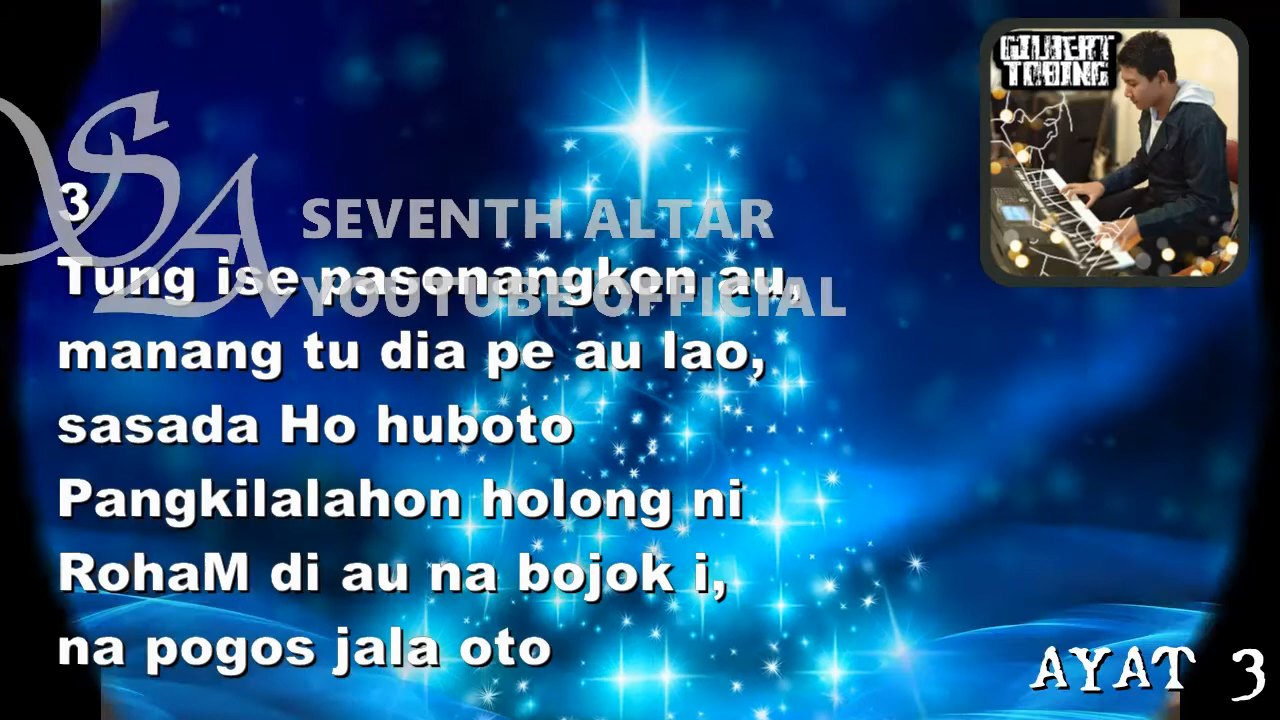 GILBERT
TOBING
3
SEVENTH ALTAR
Tung ise pasonangkon au,
YOUTUBE OFFICIAL
manang tu dia pe au lao,
sasada Ho huboto
Pangkilalahon holong ni
RohaM di au na bojok i,
na pogos jala oto
SA
AYAT 3